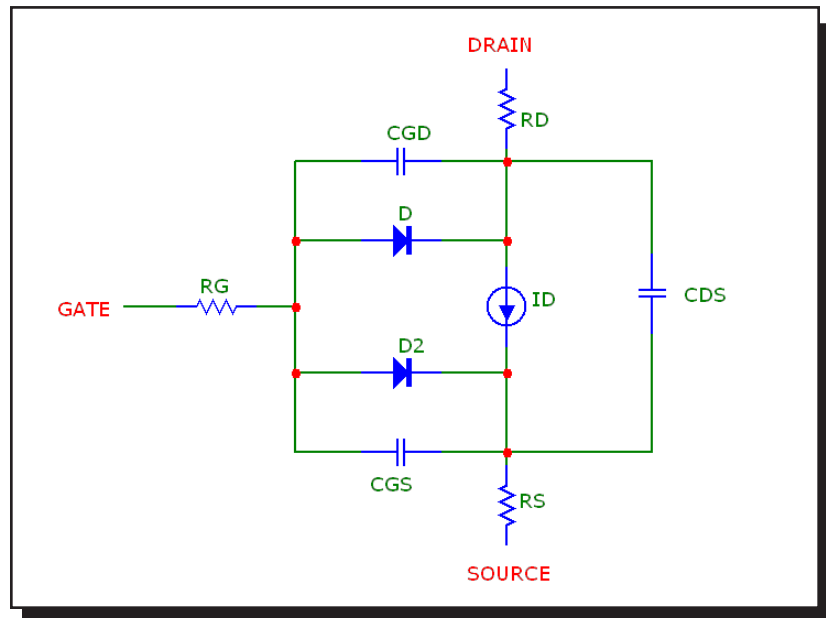 DRAIN
RD
CGD
D
RG
GATE
ID
CDS
D2
CGS
RS
SOURCE